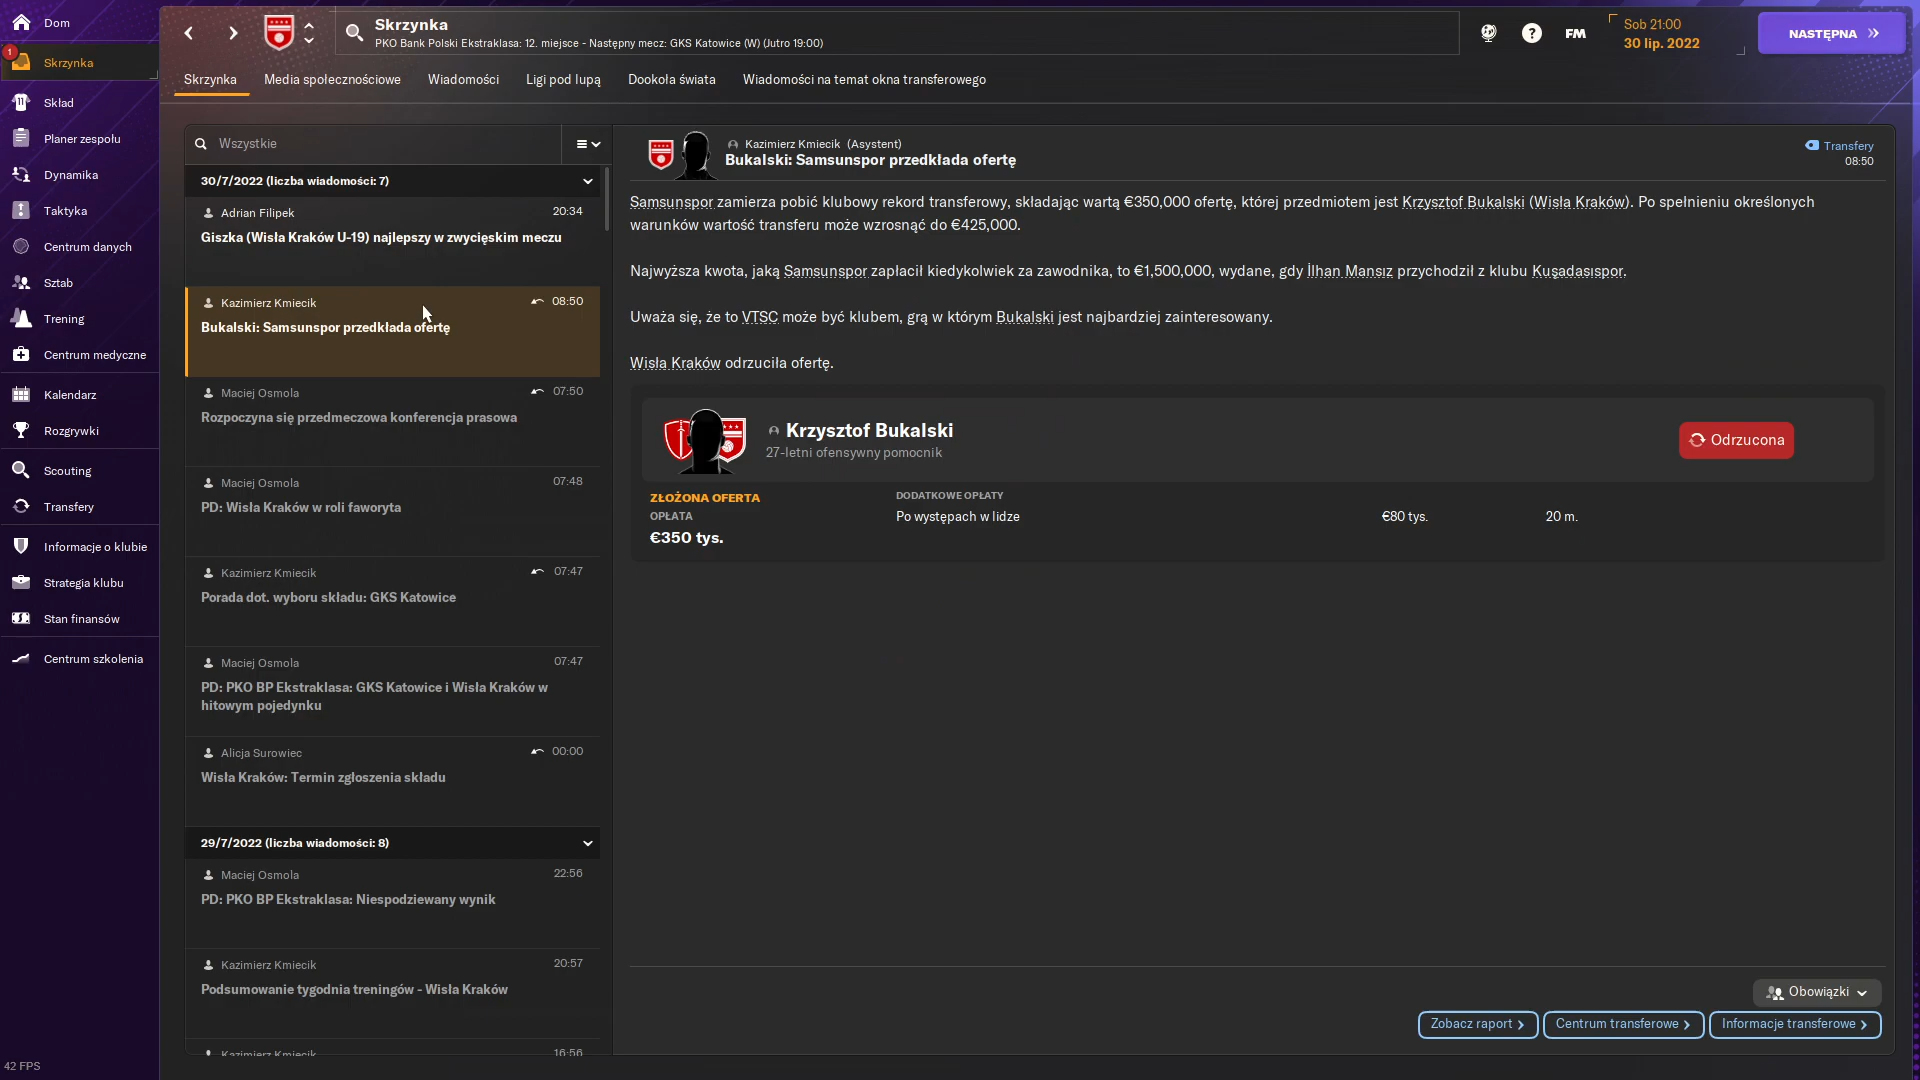 Dom
1
Skrzynka
Skład
Planer zespołu
Dynamika
Taktyka
Centrum danych
Sztab
Trening
Centrum medyczne
Kalendarz
Rozgrywki
Scouting
Transfery
Informacje o klubie
Strategia klubu
Stan finansów
Centrum szkolenia
42 FPS
Skrzynka
PKO Bank Polski Ekstraklasa: 12. miejsce - Następny mecz: GKS Katowice (W) (Jutro 19:00)
?
FM
Sob 21:00
30 lip. 2022
NASTĘPNA
Skrzynka
Media społecznościowe
Wiadomości
Ligi pod lupą
Dookoła świata
Wiadomości na temat okna transferowego
Wszystkie
30/7/2022 (liczba wiadomości: 7)
Adrian Filipek 20:34
Giszka (Wisła Kraków U-19) najlepszy w zwycięskim meczu
Kazimierz Kmiecik 08:50
Bukalski: Samsunspor przedkłada ofertę
Maciej Osmola 07:50
Rozpoczyna się przedmeczowa konferencja prasowa
Maciej Osmola 07:48
PD: Wisła Kraków w roli faworyta
Kazimierz Kmiecik 07:47
Porada dot. wyboru składu: GKS Katowice
Maciej Osmola 07:47
PD: PKO BP Ekstraklasa: GKS Katowice i Wisła Kraków w
hitowym pojedynku
Alicja Surowiec 00:00
Wisła Kraków: Termin zgłoszenia składu
29/7/2022 (liczba wiadomości: 8)
Maciej Osmola 22:56
PD: PKO BP Ekstraklasa: Niespodziewany wynik
Kazimierz Kmiecik 20:57
Podsumowanie tygodnia treningów - Wisła Kraków
Kazimierz Kmiecik 16:56
Kazimierz Kmiecik (Asystent)
Bukalski: Samsunspor przedkłada ofertę
Transfery
08:50
Samsunspor zamierza pobić klubowy rekord transferowy, składając wartą €350,000 ofertę, której przedmiotem jest Krzysztof Bukalski (Wisła Kraków). Po spełnieniu określonych
warunków wartość transferu może wzrosnąć do €425,000.
Najwyższa kwota, jaką Samsunspor zapłacił kiedykolwiek za zawodnika, to €1,500,000, wydane, gdy İlhan Mansız przychodził z klubu Kuşadasıspor.
Uważa się, że to VTSC może być klubem, grą w którym Bukalski jest najbardziej zainteresowany.
Wisła Kraków odrzuciła ofertę.
Krzysztof Bukalski
27-letni ofensywny pomocnik
Odrzucona
ZŁOŻONA OFERTA
OPŁATA
€350 tys.
DODATKOWE OPŁATY
Po występach w lidze €80 tys. 20 m.
Obowiązki
Zobacz raport
Centrum transferowe
Informacje transferowe